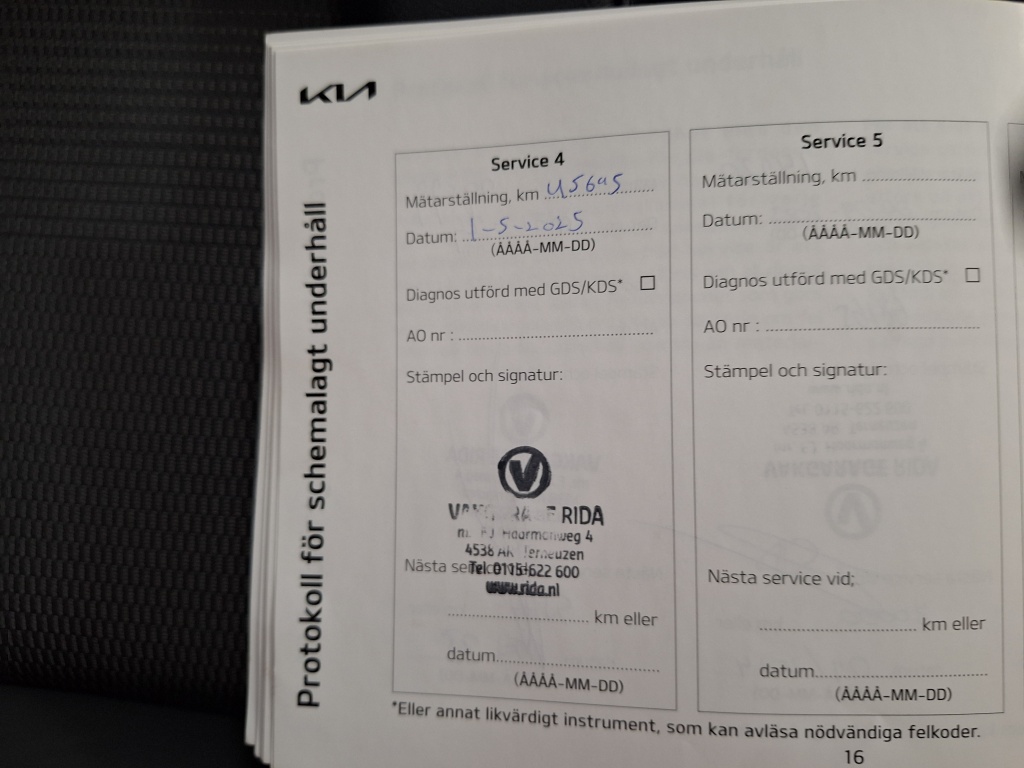 KIA
Protokoll för schemalagt underhåll
Service 4
Mätarställning, km 45645
Datum: 1-5-2025
(ÅÅÅÅ-MM-DD)
Diagnos utförd med GDS/KDS* ☐
AO nr :
Stämpel och signatur:
V
RIDA
weg 4
4538
Nästa
Tel. 0115-622 600
www.rida.nl
km eller
datum
(ÅÅÅÅ-MM-DD)
Service 5
Mätarställning, km
Datum:
(ÅÅÅÅ-MM-DD)
Diagnos utförd med GDS/KDS* ☐
AO nr :
Stämpel och signatur:
Nästa service vid;
km eller
datum
(ÅÅÅÅ-MM-DD)
*Eller annat likvärdigt instrument, som kan avläsa nödvändiga felkoder.
16